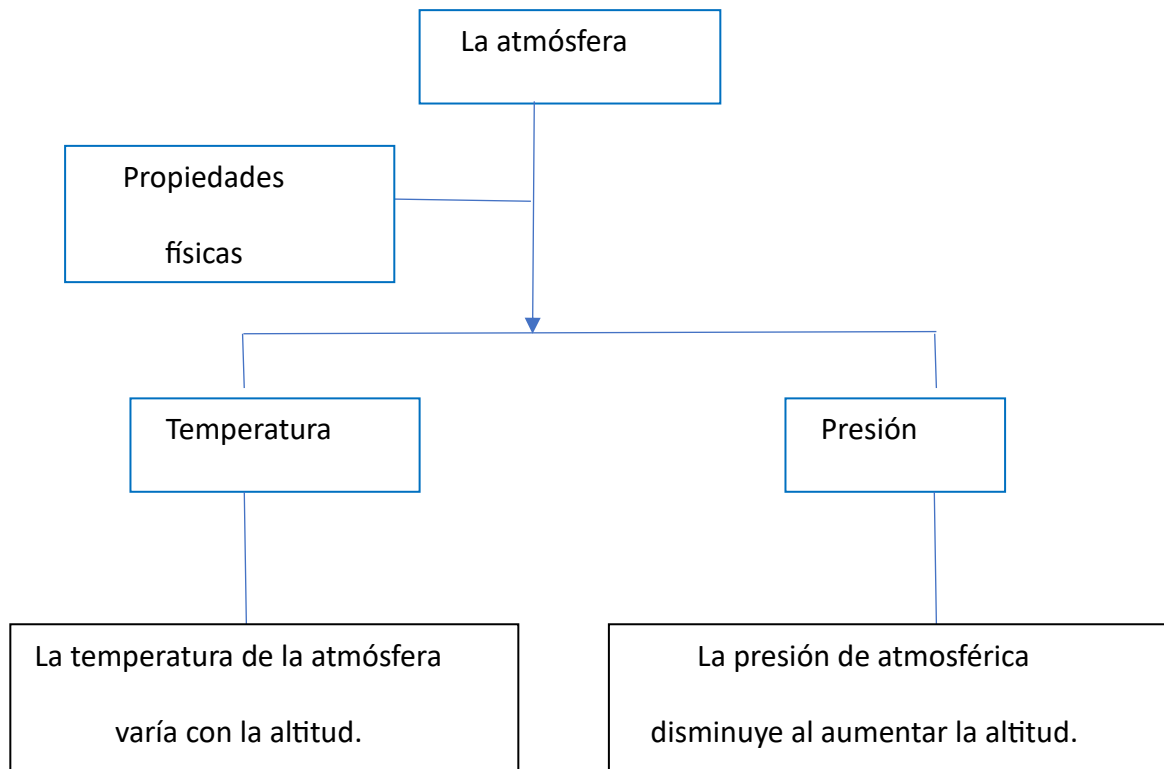 La atmósfera
Propiedades
físicas
Temperatura
Presión
La temperatura de la atmósfera
varía con la altitud.
La presión de atmosférica
disminuye al aumentar la altitud.